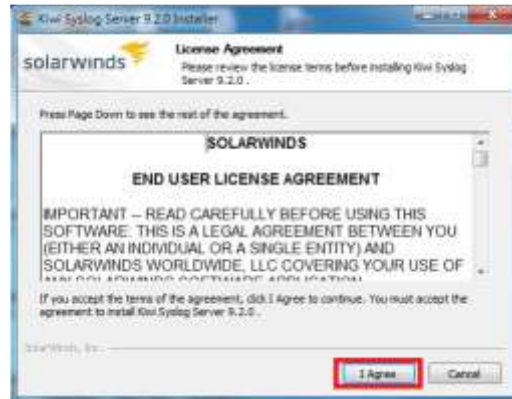 Kiwi Syslog Server 9.2.0 Installer
solarwinds
License Agreement
Please review the license terms before installing Kiwi Syslog
Server 9.2.0 .
Press Page Down to see the rest of the agreement.
SOLARWINDS
END USER LICENSE AGREEMENT
IMPORTANT -- READ CAREFULLY BEFORE USING THIS
SOFTWARE: THIS IS A LEGAL AGREEMENT BETWEEN YOU
(EITHER AN INDIVIDUAL OR A SINGLE ENTITY) AND
SOLARWINDS WORLDWIDE, LLC COVERING YOUR USE OF
ANY SOLARWINDS SOFTWARE APPLICATION
If you accept the terms of the agreement, click I Agree to continue. You must accept the
agreement to install Kiwi Syslog Server 9.2.0 .
SolarWinds, Inc.
I Agree
Cancel